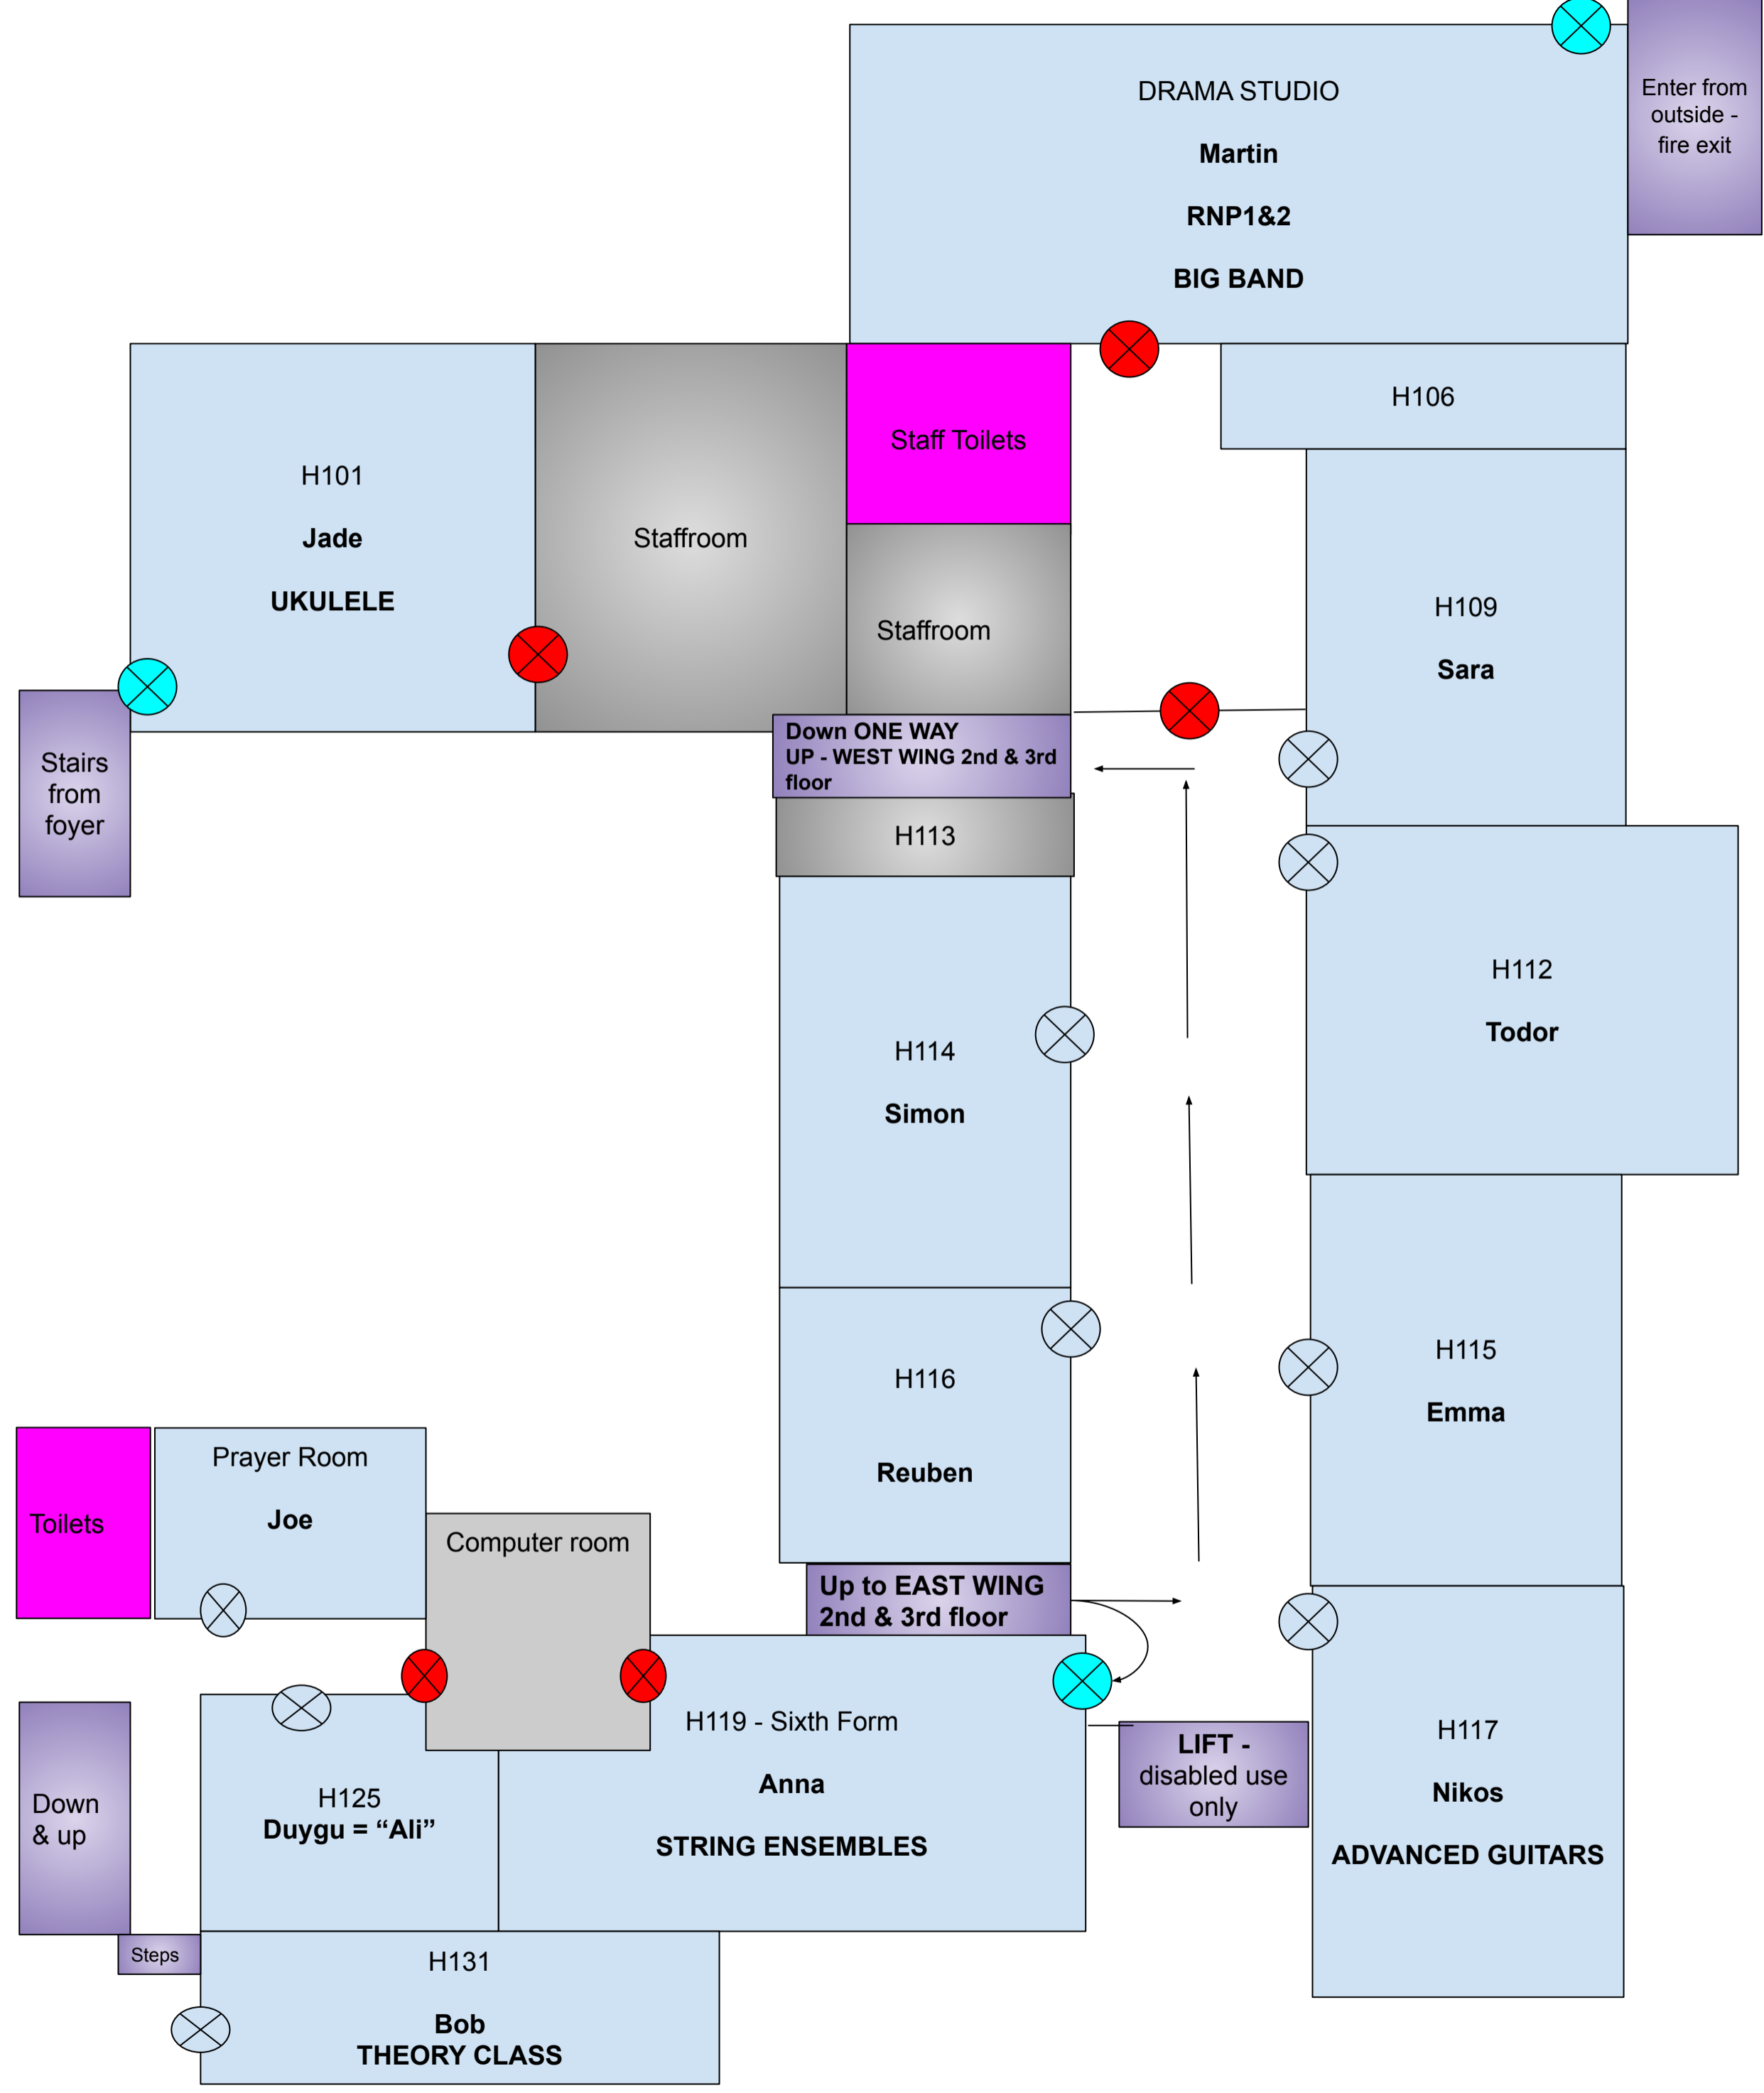 DRAMA STUDIO
Martin
RNP1&2
BIG BAND
Enter from
outside -
fire exit
H106
H101
Jade
UKULELE
Staffroom
Staff Toilets
Staffroom
H109
Sara
Stairs
from
foyer
Down ONE WAY
UP - WEST WING 2nd & 3rd
floor
H113
H112
Todor
H114
Simon
H115
Emma
H116
Reuben
Toilets
Prayer Room
Joe
Computer room
Up to EAST WING
2nd & 3rd floor
H119 - Sixth Form
Anna
STRING ENSEMBLES
LIFT -
disabled use
only
H117
Nikos
ADVANCED GUITARS
Down
& up
H125
Duygu = “Ali”
Steps
H131
Bob
THEORY CLASS